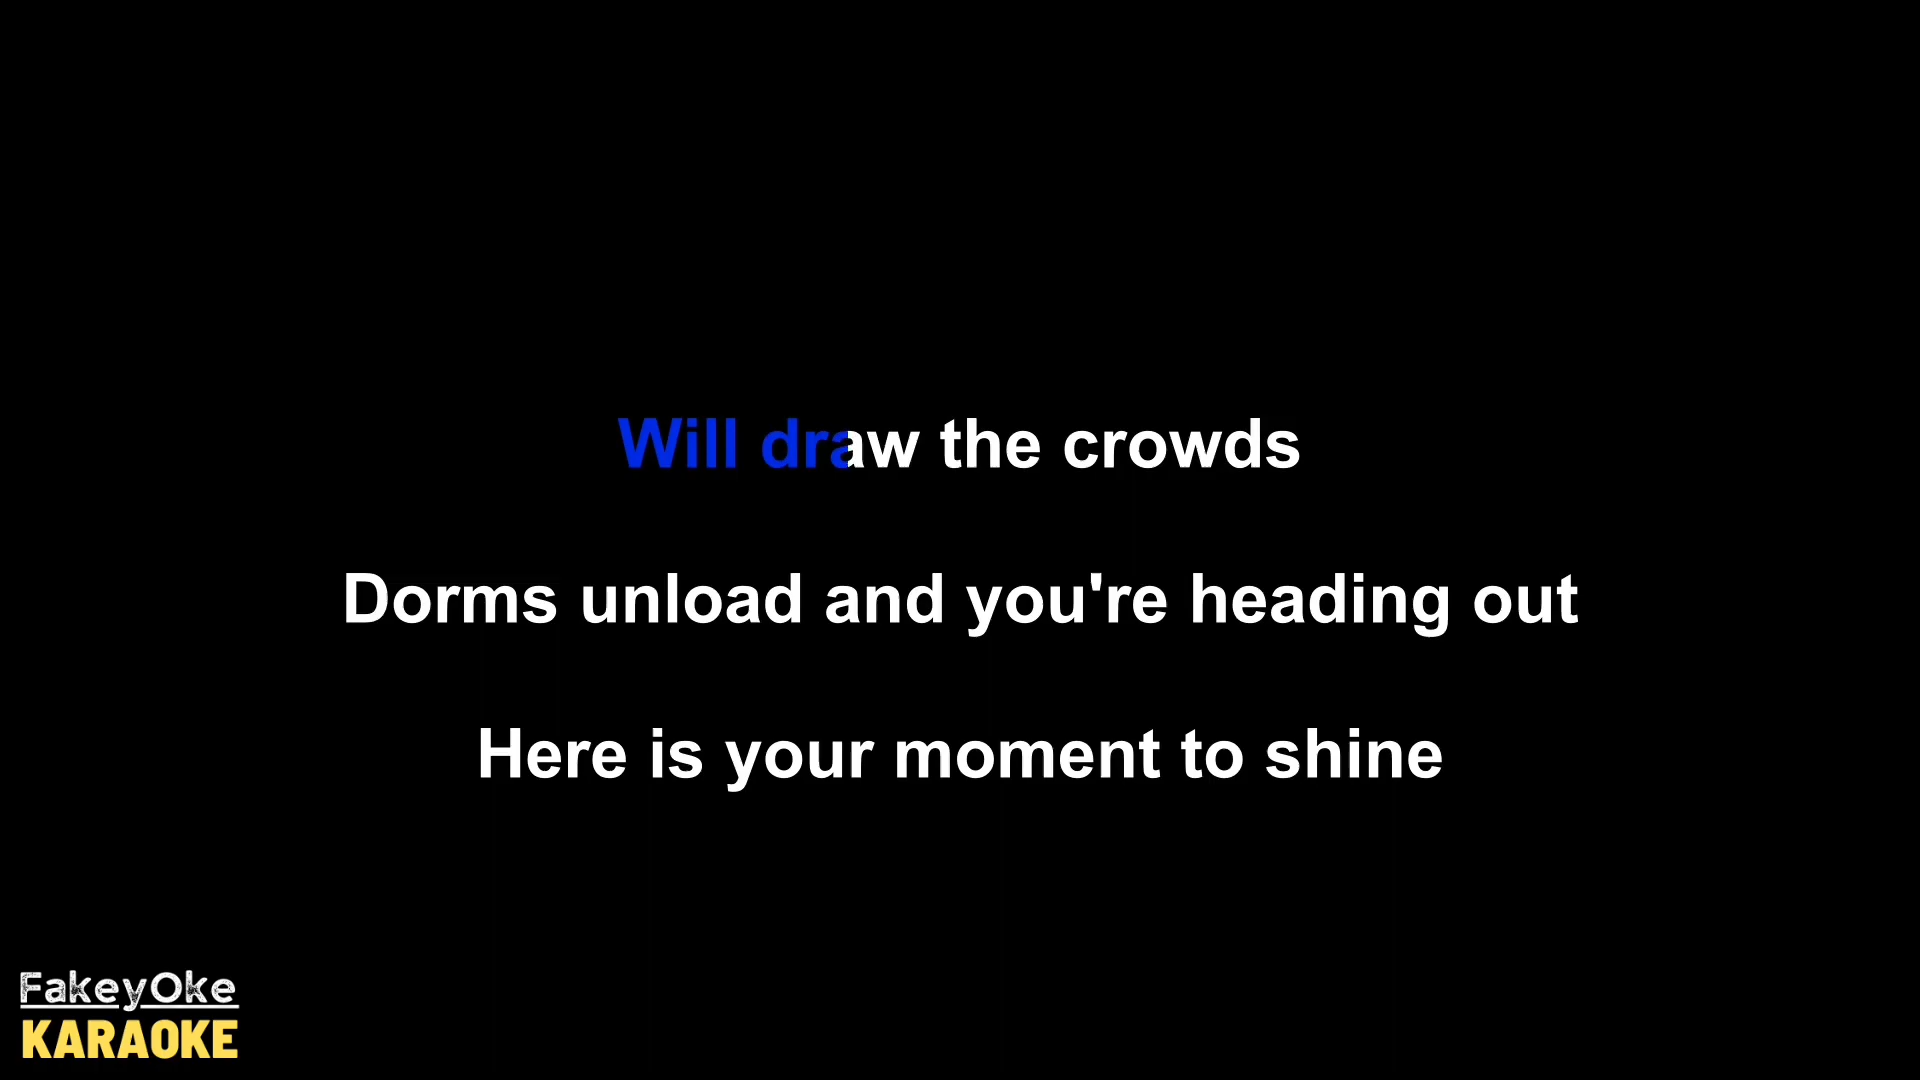 Will draw the crowds
Dorms unload and you're heading out
Here is your moment to shine
FakeyOke
KARAOKE